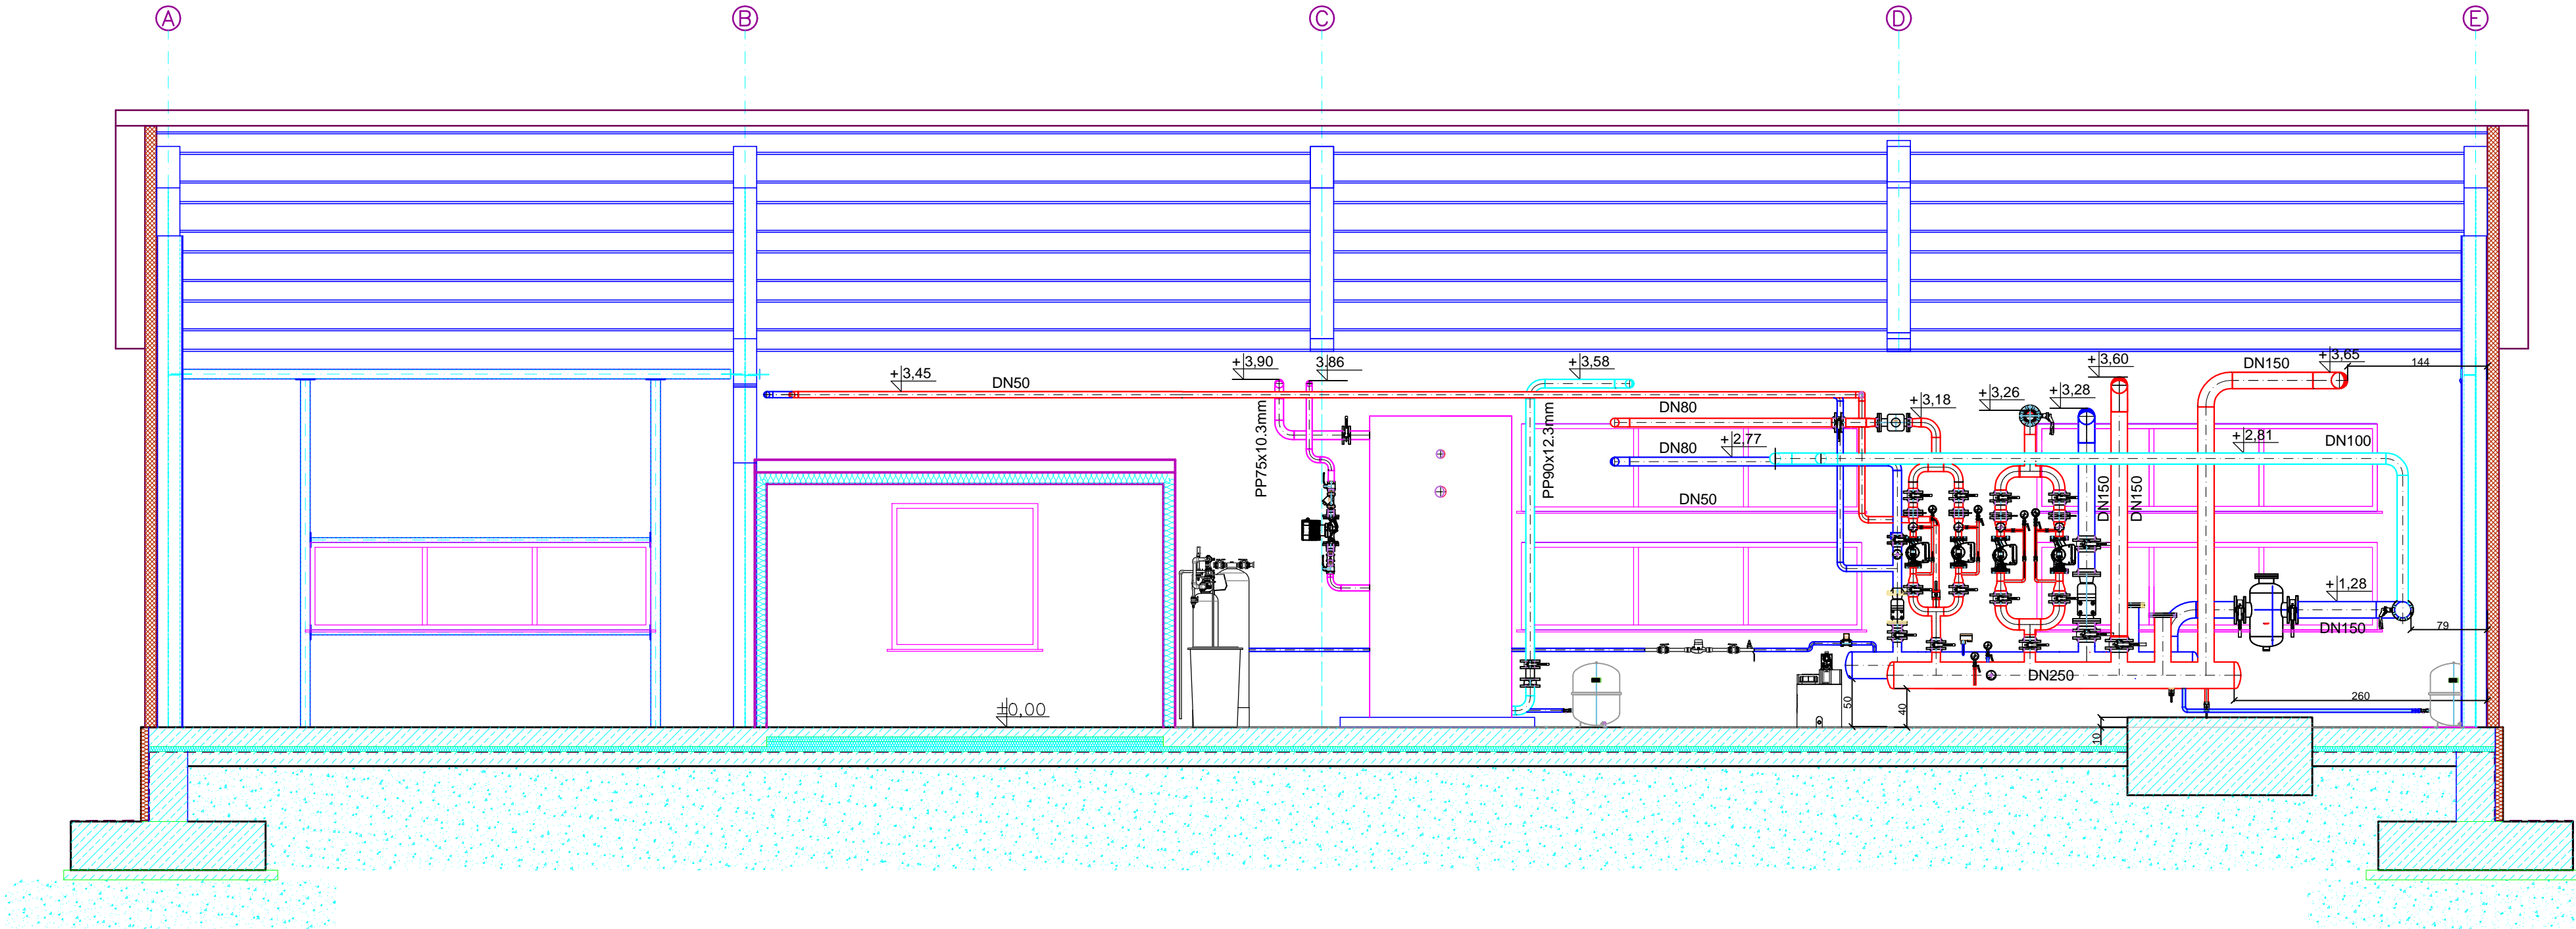 A
B
C
D
E
+3,45
DN50
+3,90
3.86
+3,58
PP75x10.3mm
PP90x12.3mm
DN80
+3,18
+3,26
+3,28
+3,60
DN150
+3,65
144
DN80
+2,77
+2,81
DN100
DN50
DN150
DN150
+1,28
DN150
79
A
DN250
260
50
40
10
±0,00